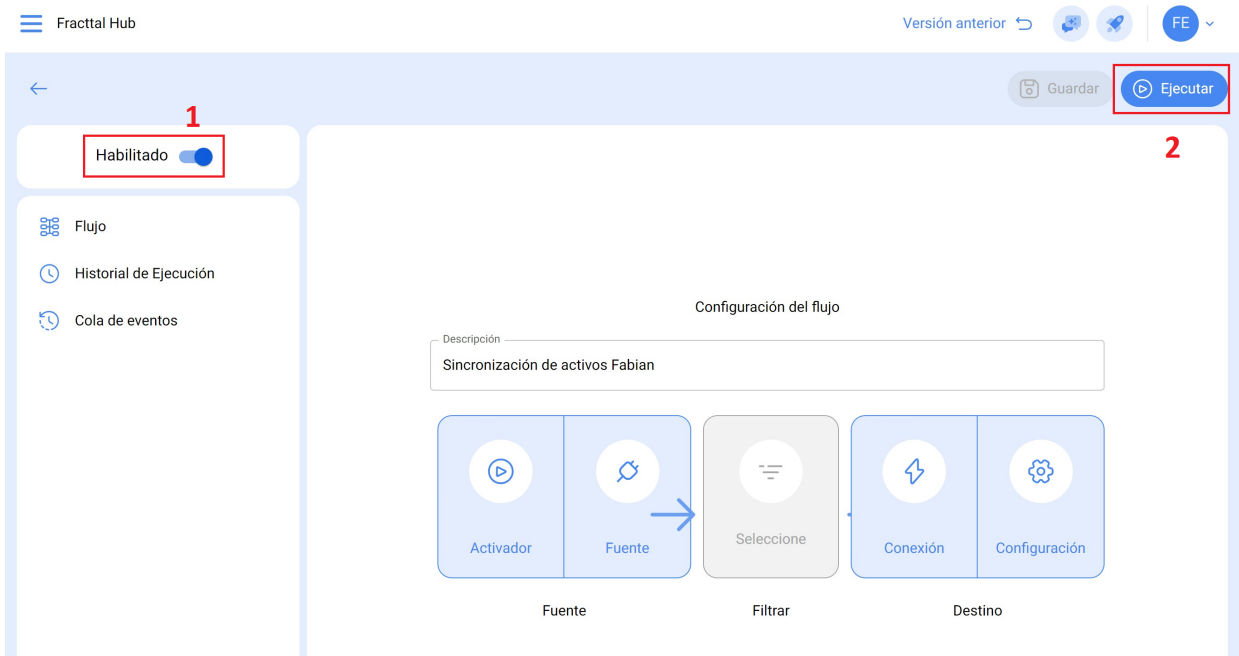 Fracttal Hub
Versión anterior
FE
Guardar
Ejecutar
1
2
Habilitado
Flujo
Historial de Ejecución
Cola de eventos
Configuración del flujo
Descripción
Sincronización de activos Fabian
Activador
Fuente
Seleccione
Conexión
Configuración
Fuente
Filtrar
Destino